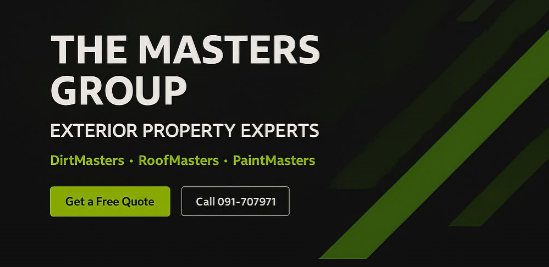 THE MASTERS
GROUP
EXTERIOR PROPERTY EXPERTS
DirtMasters • RoofMasters • PaintMasters
Get a Free Quote
Call 091-707971